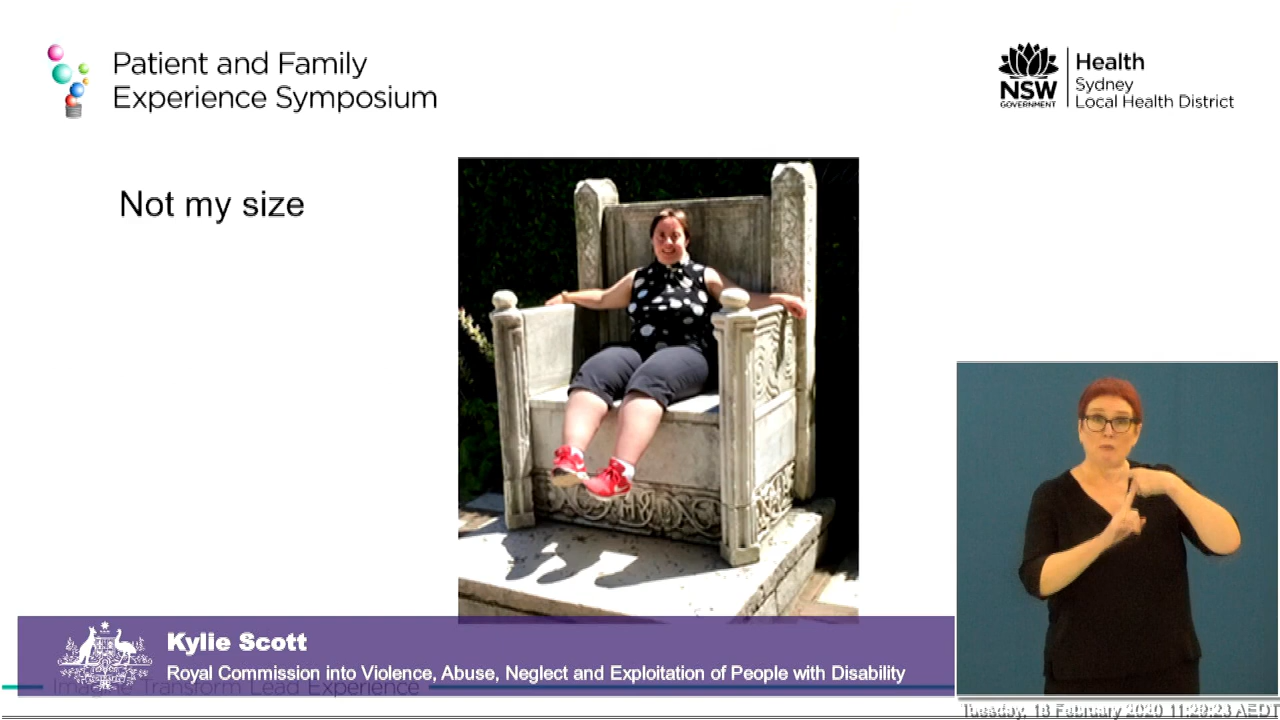 Patient and Family
Experience Symposium
NSW
GOVERNMENT
Health
Sydney
Local Health District
Not my size
Kylie Scott
Royal Commission into Violence, Abuse, Neglect and Exploitation of People with Disability
Imagine Transform Lead Experience
Tuesday, 18 February 2020 11:29:23 AEDT